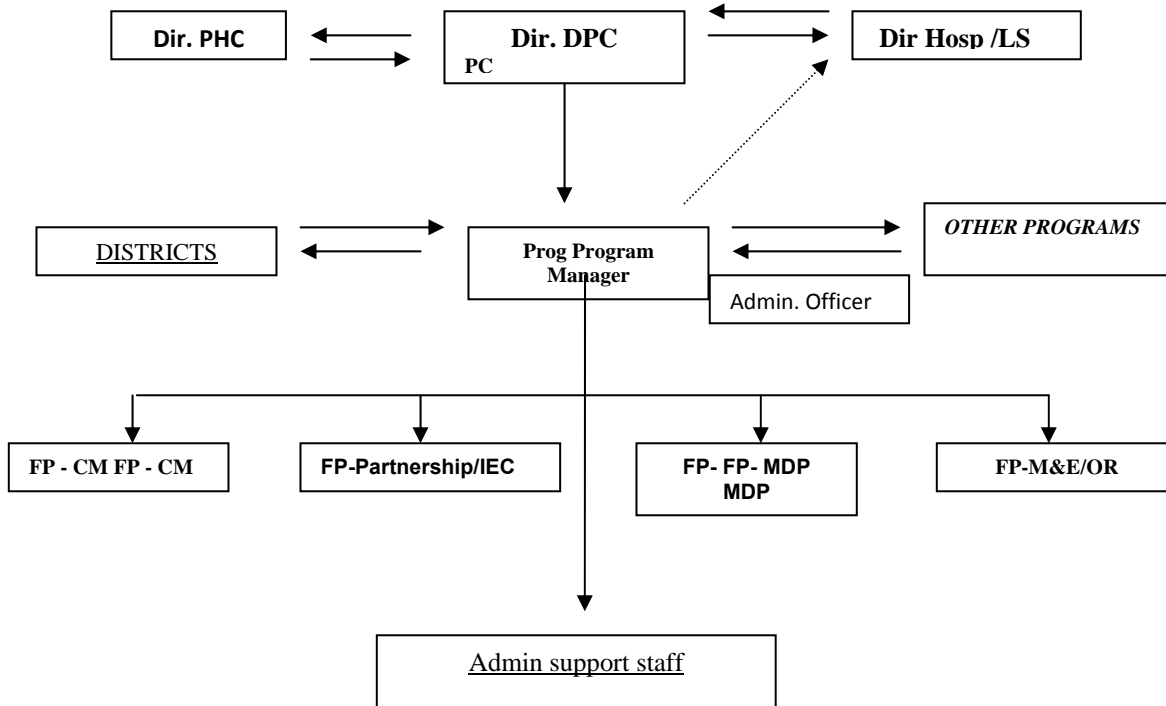 Dir. PHC
Dir. DPC
PC
Dir Hosp /LS
DISTRICTS
Prog Program
Manager
OTHER PROGRAMS
Admin. Officer
FP - CM FP - CM
FP-Partnership/IEC
FP- FP- MDP
MDP
FP-M&E/OR
Admin support staff